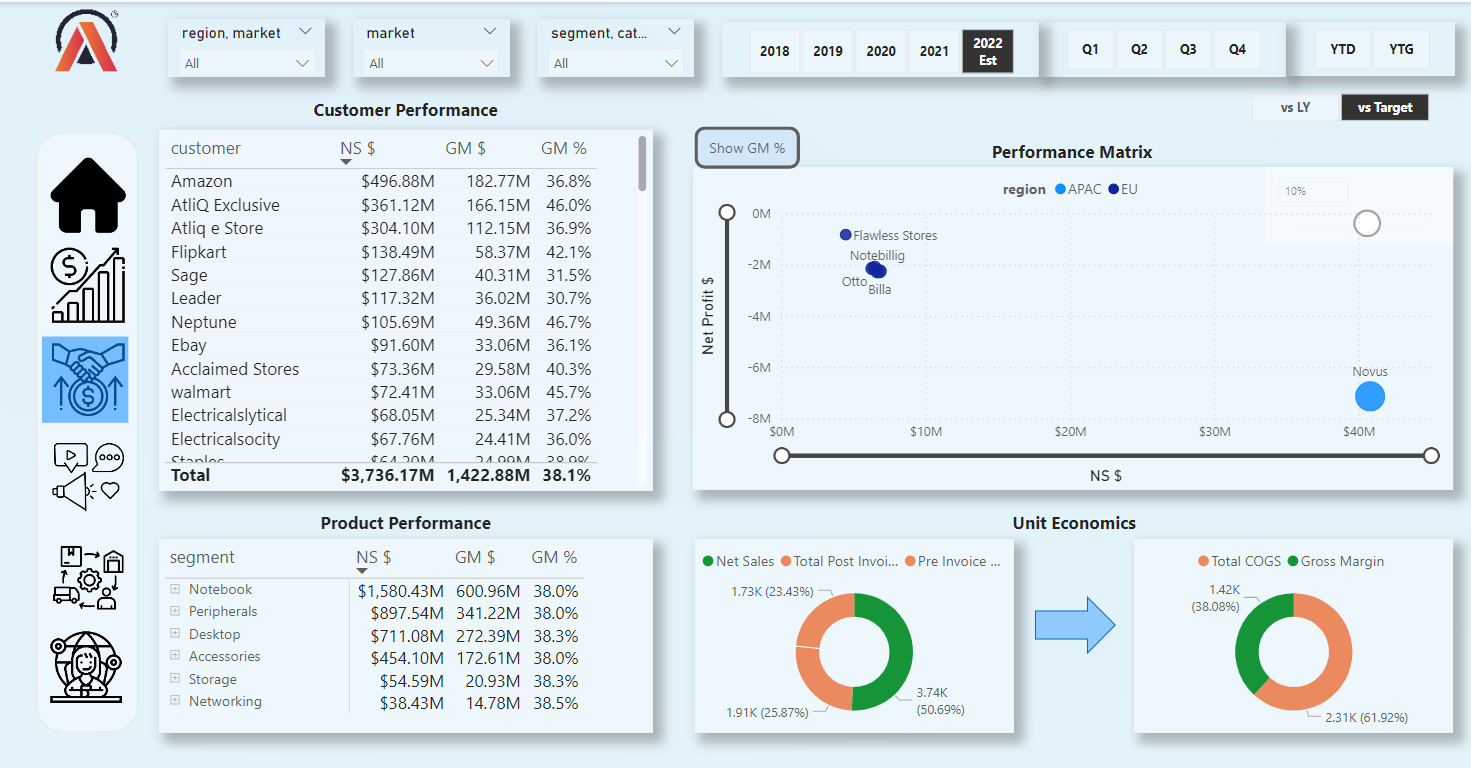 region, market
All
market
All
segment, cat...
All
2018
2019
2020
2021
2022
Est
Q1
Q2
Q3
Q4
YTD
YTG
vs LY
vs Target
Customer Performance
customer NS $ GM $ GM %
Amazon $496.88M 182.77M 36.8%
AtliQ Exclusive $361.12M 166.15M 46.0%
Atliq e Store $304.10M 112.15M 36.9%
Flipkart $138.49M 58.37M 42.1%
Sage $127.86M 40.31M 31.5%
Leader $117.32M 36.02M 30.7%
Neptune $105.69M 49.36M 46.7%
Ebay $91.60M 33.06M 36.1%
Acclaimed Stores $73.36M 29.58M 40.3%
walmart $72.41M 33.06M 45.7%
Electricalslytical $68.05M 25.34M 37.2%
Electricalsocity $67.76M 24.41M 36.0%
Staples $64.20M 24.99M 38.9%
Total $3,736.17M 1,422.88M 38.1%
Show GM %
Performance Matrix
region APAC EU
10%
0M
-2M
-4M
-6M
-8M
Net Profit $
Flawless Stores
Notebillig
Otto
Billa
Novus
$0M $10M $20M $30M $40M
NS $
Product Performance
segment NS $ GM $ GM %
Notebook $1,580.43M 600.96M 38.0%
Peripherals $897.54M 341.22M 38.0%
Desktop $711.08M 272.39M 38.3%
Accessories $454.10M 172.61M 38.0%
Storage $54.59M 20.93M 38.3%
Networking $38.43M 14.78M 38.5%
Unit Economics
Net Sales Total Post Invoi... Pre Invoice ...
1.73K (23.43%)
3.74K
(50.69%)
1.91K (25.87%)
Total COGS Gross Margin
1.42K
(38.08%)
2.31K (61.92%)